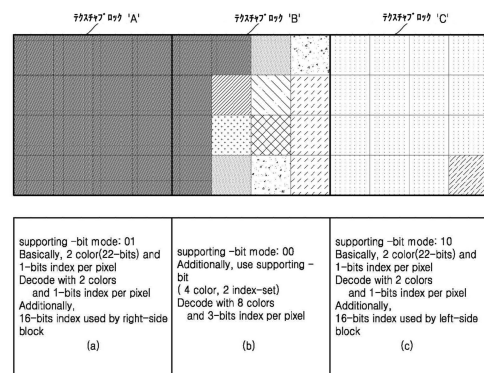 テクスチャブロック 'A'
テクスチャブロック 'B'
テクスチャブロック 'C'
supporting -bit mode: 01
Basically, 2 color(22-bits) and
1-bits index per pixel
Decode with 2 colors
and 1-bits index per pixel
Additionally,
16-bits index used by right-side
block
(a)
supporting -bit mode: 00
Additionally, use supporting -
bit
( 4 color, 2 index-set)
Decode with 8 colors
and 3-bits index per pixel
(b)
supporting -bit mode: 10
Basically, 2 color(22-bits) and
1-bits index per pixel
Decode with 2 colors
and 1-bits index per pixel
Additionally,
16-bits index used by left-side
block
(c)